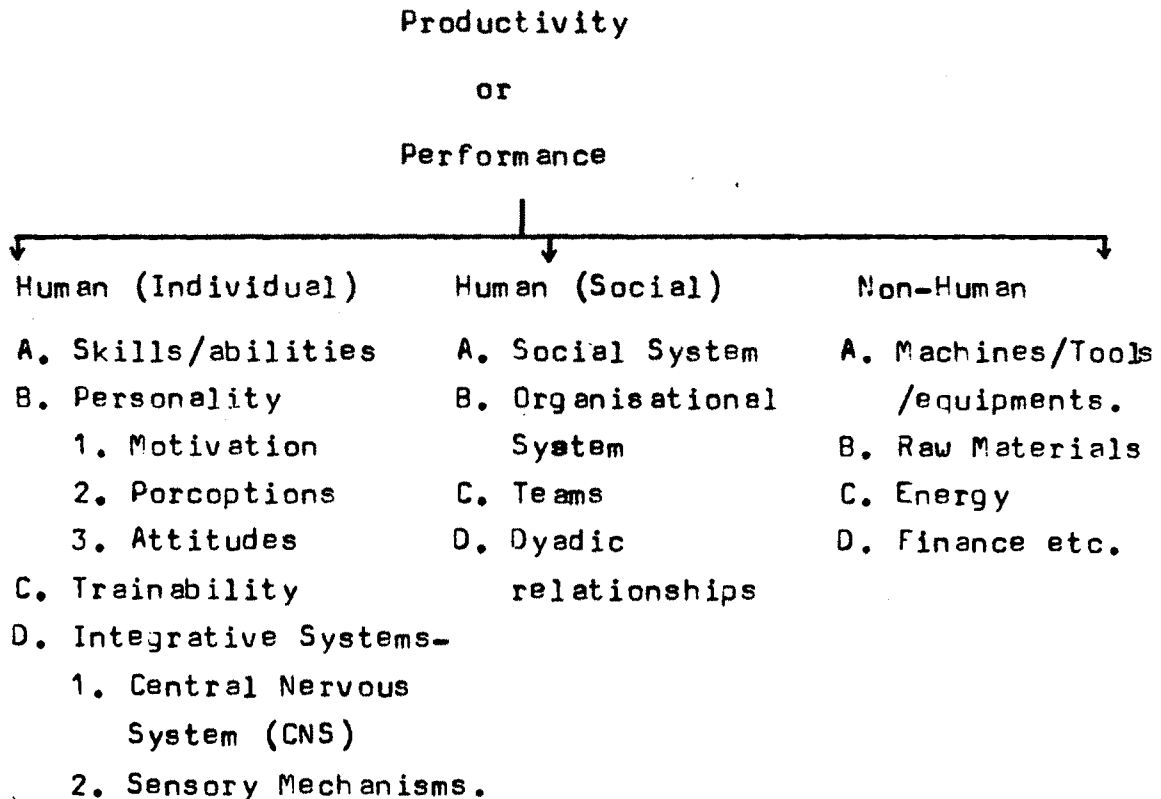 Productivity
or
Performance
Human (Individual)
A. Skills/abilities
B. Personality
1. Motivation
2. Porcoptions
3. Attitudes
C. Trainability
D. Integrative Systems-
1. Central Nervous
System (CNS)
2. Sensory Mechanisms.
Human (Social)
A. Social System
B. Organisational
System
C. Teams
D. Dyadic
relationships
Non-Human
A. Machines/Tools
/equipments.
B. Raw Materials
C. Energy
D. Finance etc.